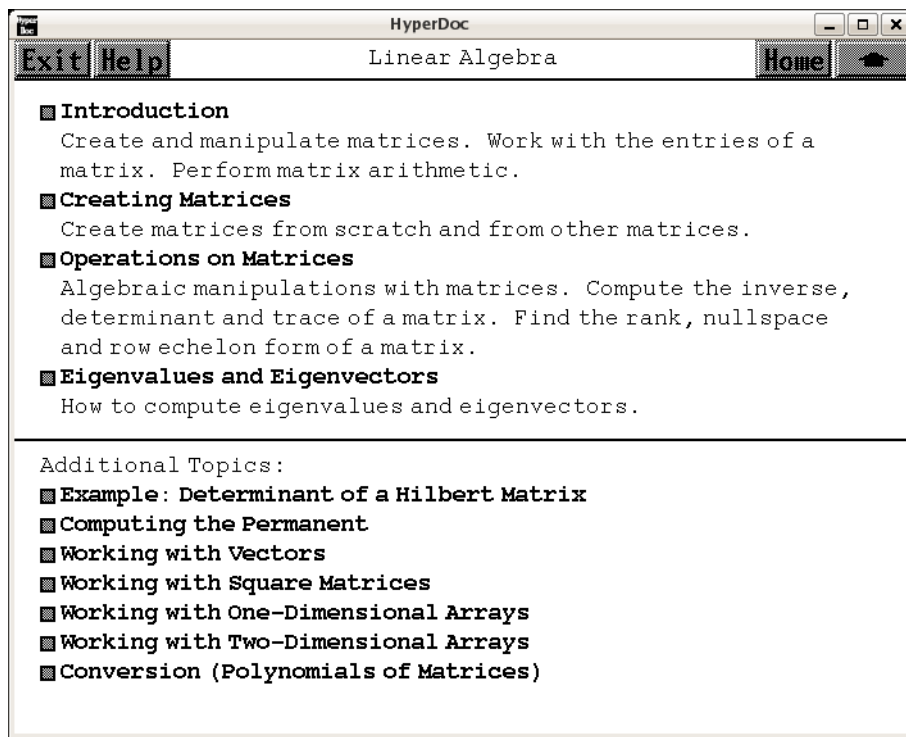 Hyper
Doc
HyperDoc
Exit Help Linear Algebra Home
Introduction
Create and manipulate matrices. Work with the entries of a
matrix. Perform matrix arithmetic.
Creating Matrices
Create matrices from scratch and from other matrices.
Operations on Matrices
Algebraic manipulations with matrices. Compute the inverse,
determinant and trace of a matrix. Find the rank, nullspace
and row echelon form of a matrix.
Eigenvalues and Eigenvectors
How to compute eigenvalues and eigenvectors.
Additional Topics:
Example: Determinant of a Hilbert Matrix
Computing the Permanent
Working with Vectors
Working with Square Matrices
Working with One-Dimensional Arrays
Working with Two-Dimensional Arrays
Conversion (Polynomials of Matrices)